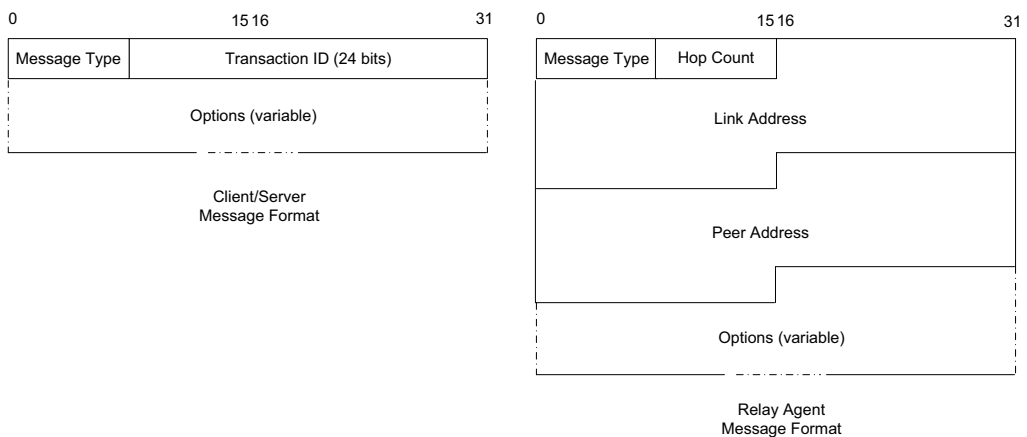 0 15 16 31
Message Type Transaction ID (24 bits)
Options (variable)
Client/Server
Message Format
0 15 16 31
Message Type Hop Count
Link Address
Peer Address
Options (variable)
Relay Agent
Message Format